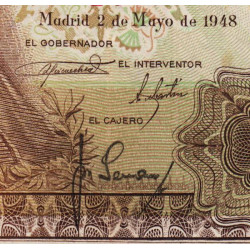 Madrid 2 de Mayo de 1948
EL GOBERNADOR
EL INTERVENTOR
EL CAJERO